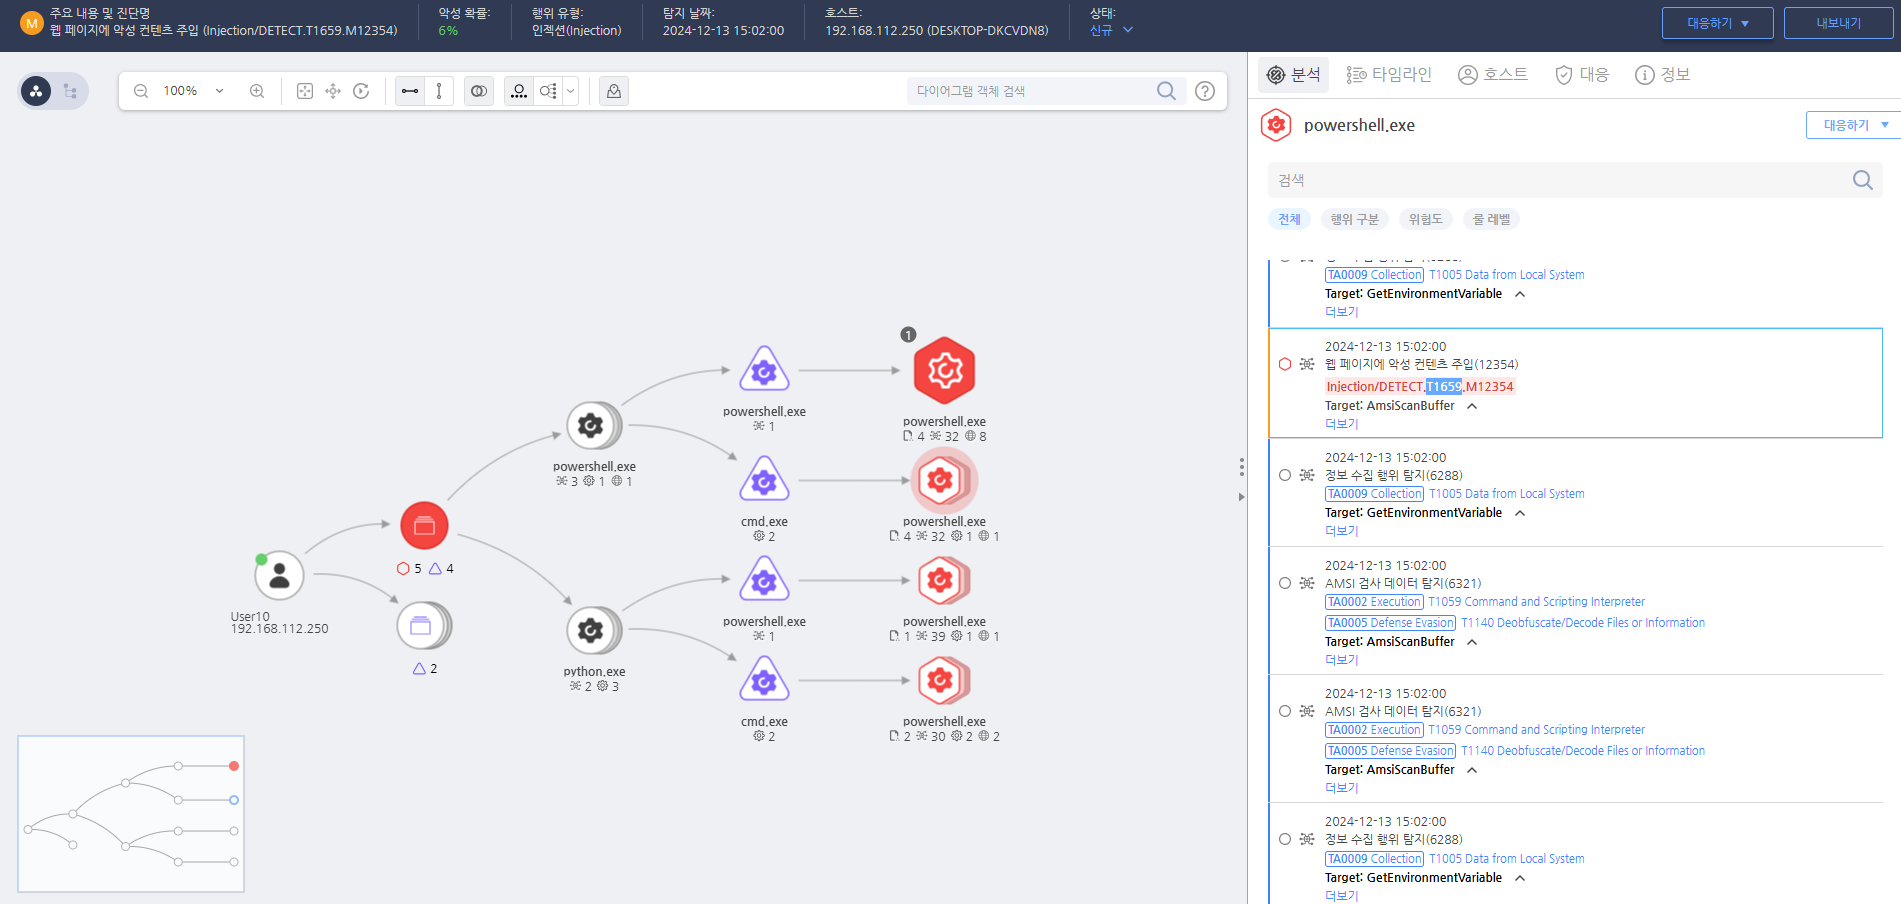 M
주요 내용 및 진단명
웹 페이지에 악성 컨텐츠 주입 (Injection/DETECT.T1659.M12354)
악성 확률:
6%
행위 유형:
인젝션(Injection)
탐지 날짜:
2024-12-13 15:02:00
호스트:
192.168.112.250 (DESKTOP-DKCVDN8)
상태:
신규
대응하기
내보내기
100%
다이어그램 객체 검색
User10
192.168.112.250
5 4
2
powershell.exe
3 1 1
python.exe
2 3
powershell.exe
1
cmd.exe
2
powershell.exe
1
cmd.exe
2
1
powershell.exe
4 32 8
powershell.exe
4 32 1 1
powershell.exe
1 39 1 1
powershell.exe
2 30 2 2
분석 타임라인 호스트 대응 정보
powershell.exe
대응하기
검색
전체 행위 구분 위험도 룰 레벨
TA0009 Collection T1005 Data from Local System
Target: GetEnvironmentVariable
더보기
2024-12-13 15:02:00
웹 페이지에 악성 컨텐츠 주입(12354)
Injection/DETECT.T1659.M12354
Target: AmsiScanBuffer
더보기
2024-12-13 15:02:00
정보 수집 행위 탐지(6288)
TA0009 Collection T1005 Data from Local System
Target: GetEnvironmentVariable
더보기
2024-12-13 15:02:00
AMSI 검사 데이터 탐지(6321)
TA0002 Execution T1059 Command and Scripting Interpreter
TA0005 Defense Evasion T1140 Deobfuscate/Decode Files or Information
Target: AmsiScanBuffer
더보기
2024-12-13 15:02:00
AMSI 검사 데이터 탐지(6321)
TA0002 Execution T1059 Command and Scripting Interpreter
TA0005 Defense Evasion T1140 Deobfuscate/Decode Files or Information
Target: AmsiScanBuffer
더보기
2024-12-13 15:02:00
정보 수집 행위 탐지(6288)
TA0009 Collection T1005 Data from Local System
Target: GetEnvironmentVariable
더보기